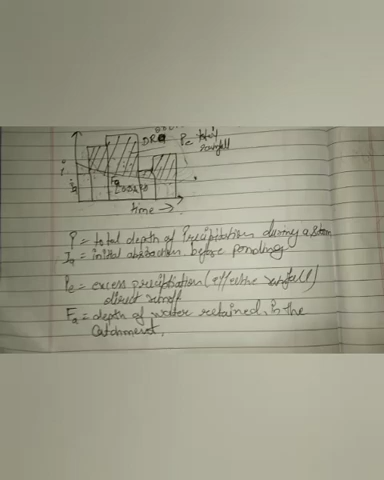 DRO Pe total
rainfall
i
Fa
time →
P = total depth of Precipitation during a storm
Ia = initial abstraction before ponding
Pe = excess precipitation (effective rainfall)
direct runoff
Fa = depth of water retained in the
Catchment.